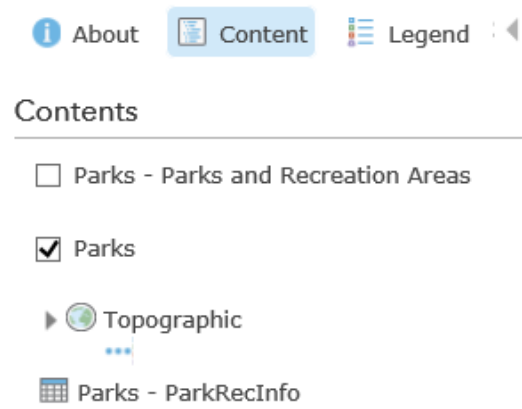 About Content Legend
Contents
Parks - Parks and Recreation Areas
Parks
Topographic
Parks - ParkRecInfo